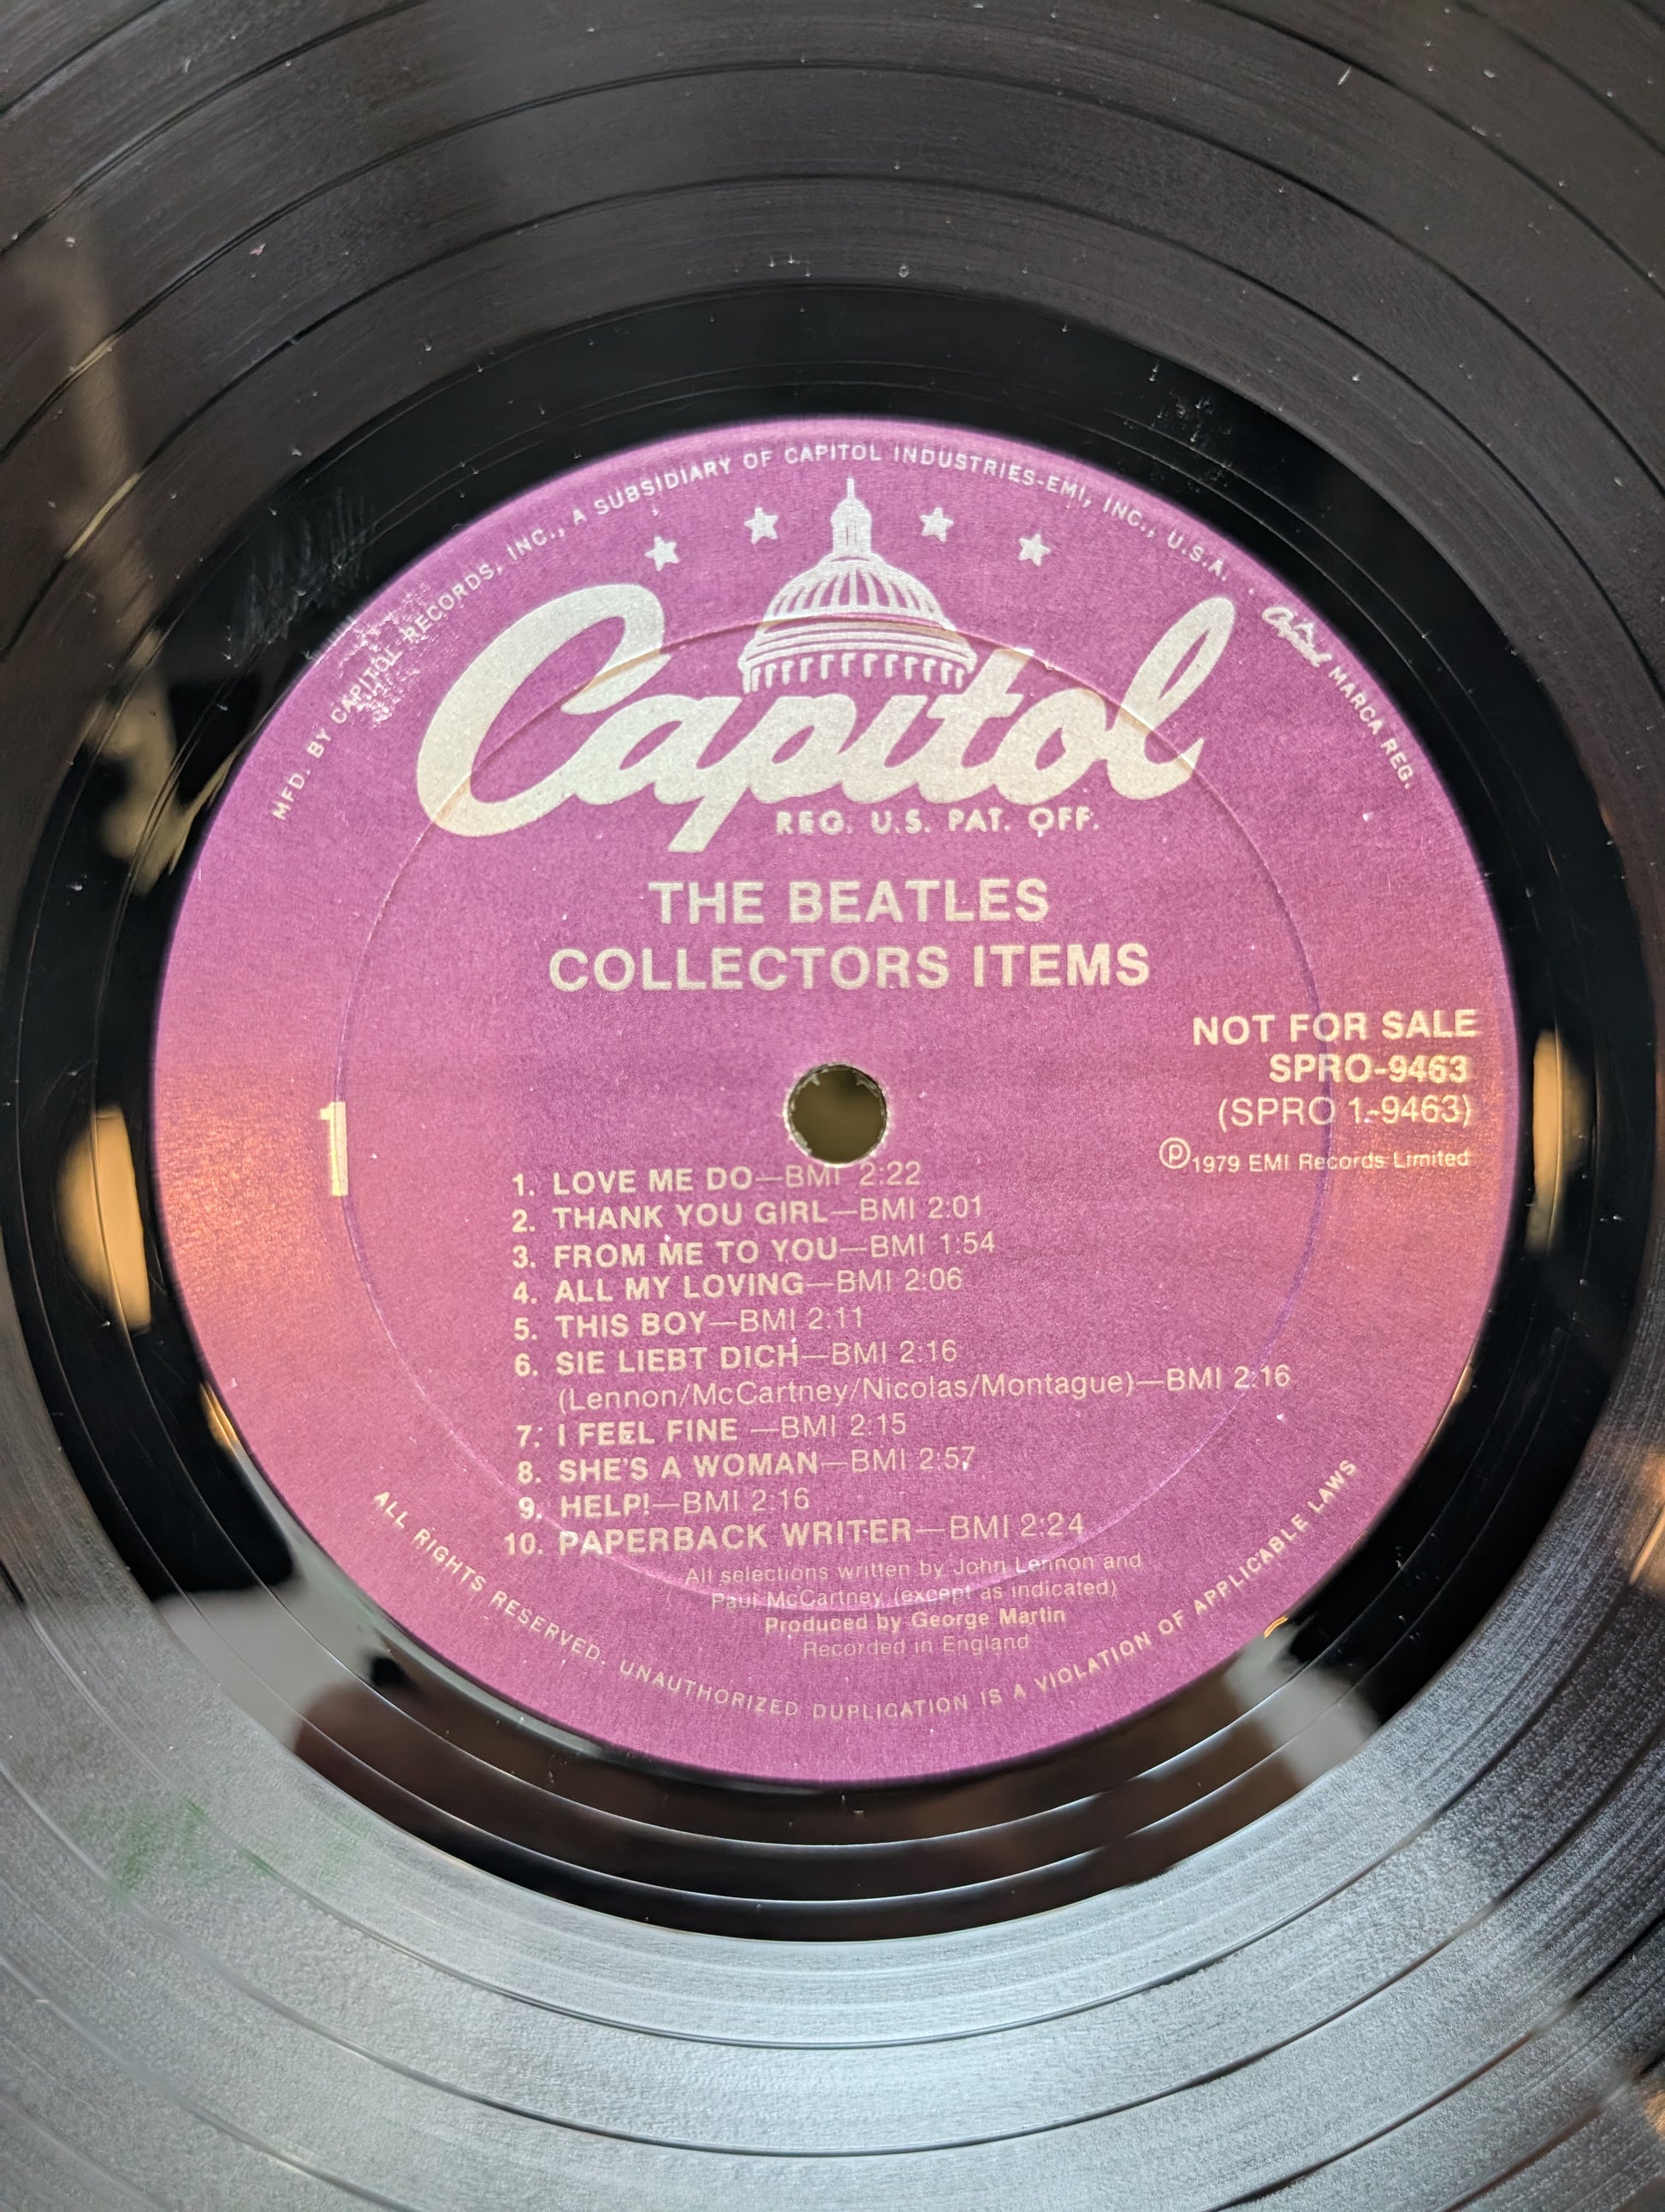 MFD. BY CAPITOL RECORDS, INC., A SUBSIDIARY OF CAPITOL INDUSTRIES-EMI, INC., U.S.A.
Capitol MARCA REG.
Capitol
REG. U.S. PAT. OFF.
THE BEATLES
COLLECTORS ITEMS
NOT FOR SALE
SPRO-9463
(SPRO 1-9463)
Ⓟ1979 EMI Records Limited
1
1. LOVE ME DO—BMI 2:22
2. THANK YOU GIRL—BMI 2:01
3. FROM ME TO YOU—BMI 1:54
4. ALL MY LOVING—BMI 2:06
5. THIS BOY—BMI 2:11
6. SIE LIEBT DICH—BMI 2:16
(Lennon/McCartney/Nicolas/Montague)—BMI 2:16
7. I FEEL FINE —BMI 2:15
8. SHE'S A WOMAN—BMI 2:57
9. HELP!—BMI 2:16
10. PAPERBACK WRITER—BMI 2:24
All selections written by John Lennon and
Paul McCartney (except as indicated)
Produced by George Martin
Recorded in England
ALL RIGHTS RESERVED. UNAUTHORIZED DUPLICATION IS A VIOLATION OF APPLICABLE LAWS